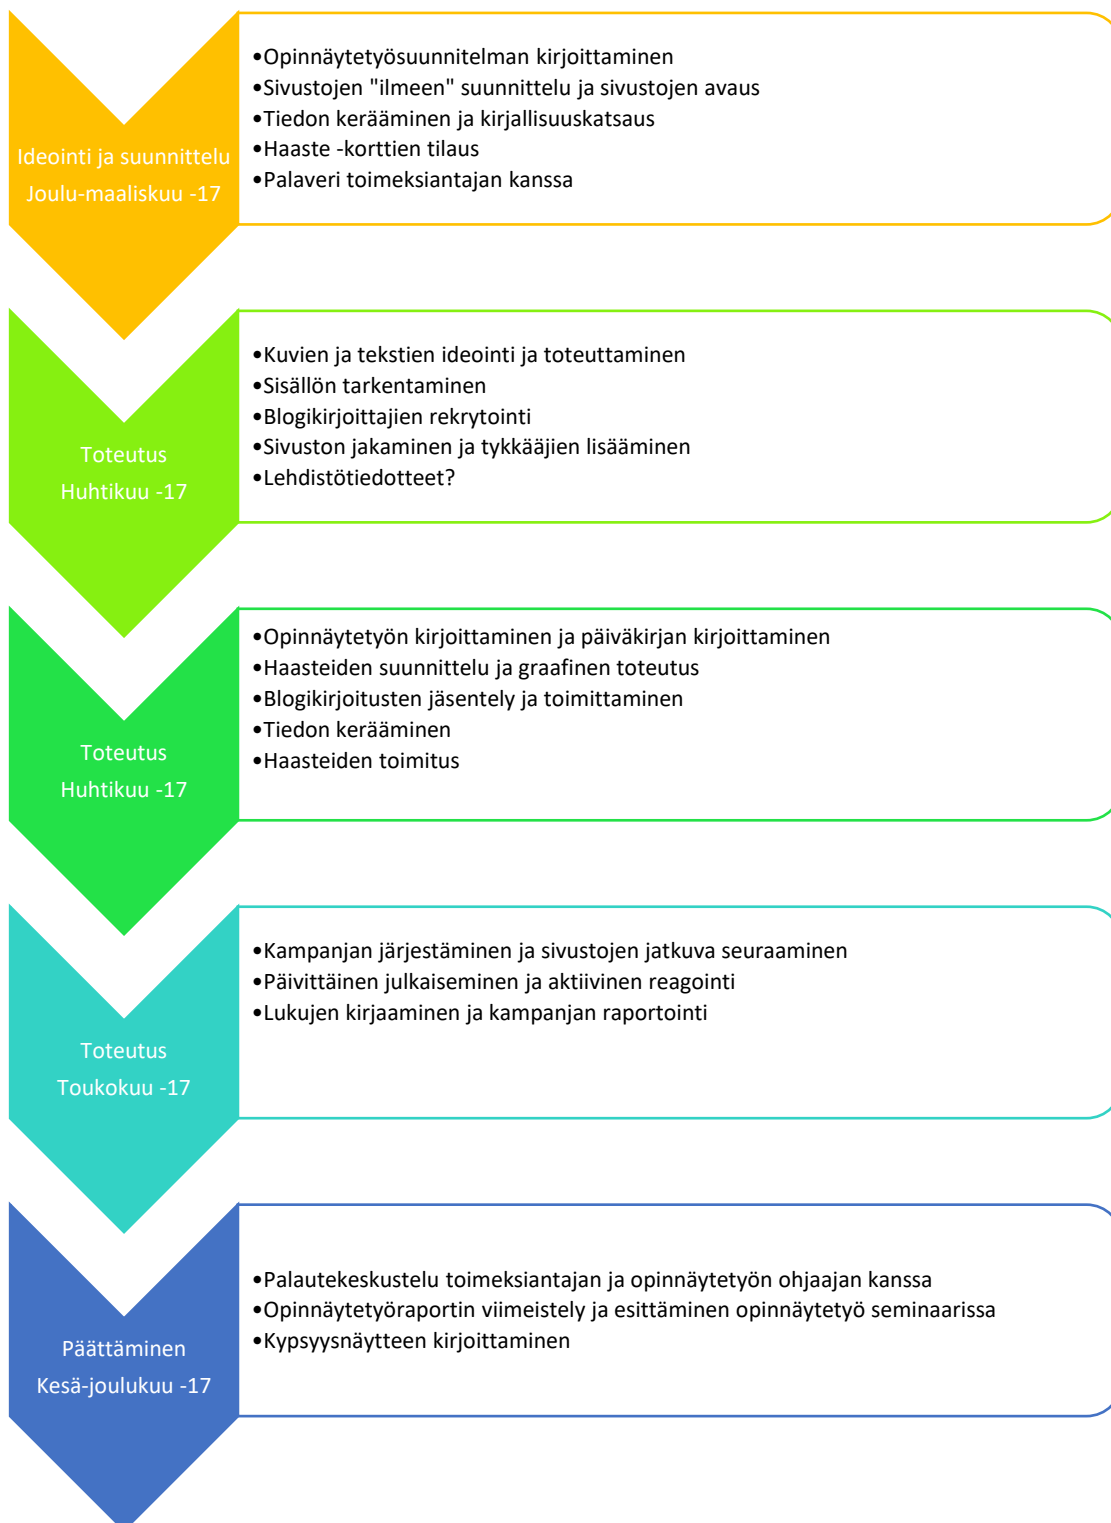 Ideointi ja suunnittelu
Joulu-maaliskuu -17
•Opinnäytetyösuunnitelman kirjoittaminen
•Sivustojen "ilmeen" suunnittelu ja sivustojen avaus
•Tiedon kerääminen ja kirjallisuuskatsaus
•Haaste -korttien tilaus
•Palaveri toimeksiantajan kanssa
Toteutus
Huhtikuu -17
•Kuvien ja tekstien ideointi ja toteuttaminen
•Sisällön tarkentaminen
•Blogikirjoittajien rekrytointi
•Sivuston jakaminen ja tykkääjien lisääminen
•Lehdistötiedotteet?
Toteutus
Huhtikuu -17
•Opinnäytetyön kirjoittaminen ja päiväkirjan kirjoittaminen
•Haasteiden suunnittelu ja graafinen toteutus
•Blogikirjoitusten jäsentely ja toimittaminen
•Tiedon kerääminen
•Haasteiden toimitus
Toteutus
Toukokuu -17
•Kampanjan järjestäminen ja sivustojen jatkuva seuraaminen
•Päivittäinen julkaiseminen ja aktiivinen reagointi
•Lukujen kirjaaminen ja kampanjan raportointi
Päättäminen
Kesä-joulukuu -17
•Palautekeskustelu toimeksiantajan ja opinnäytetyön ohjaajan kanssa
•Opinnäytetyöraportin viimeistely ja esittäminen opinnäytetyö seminaarissa
•Kypsyysnäytteen kirjoittaminen